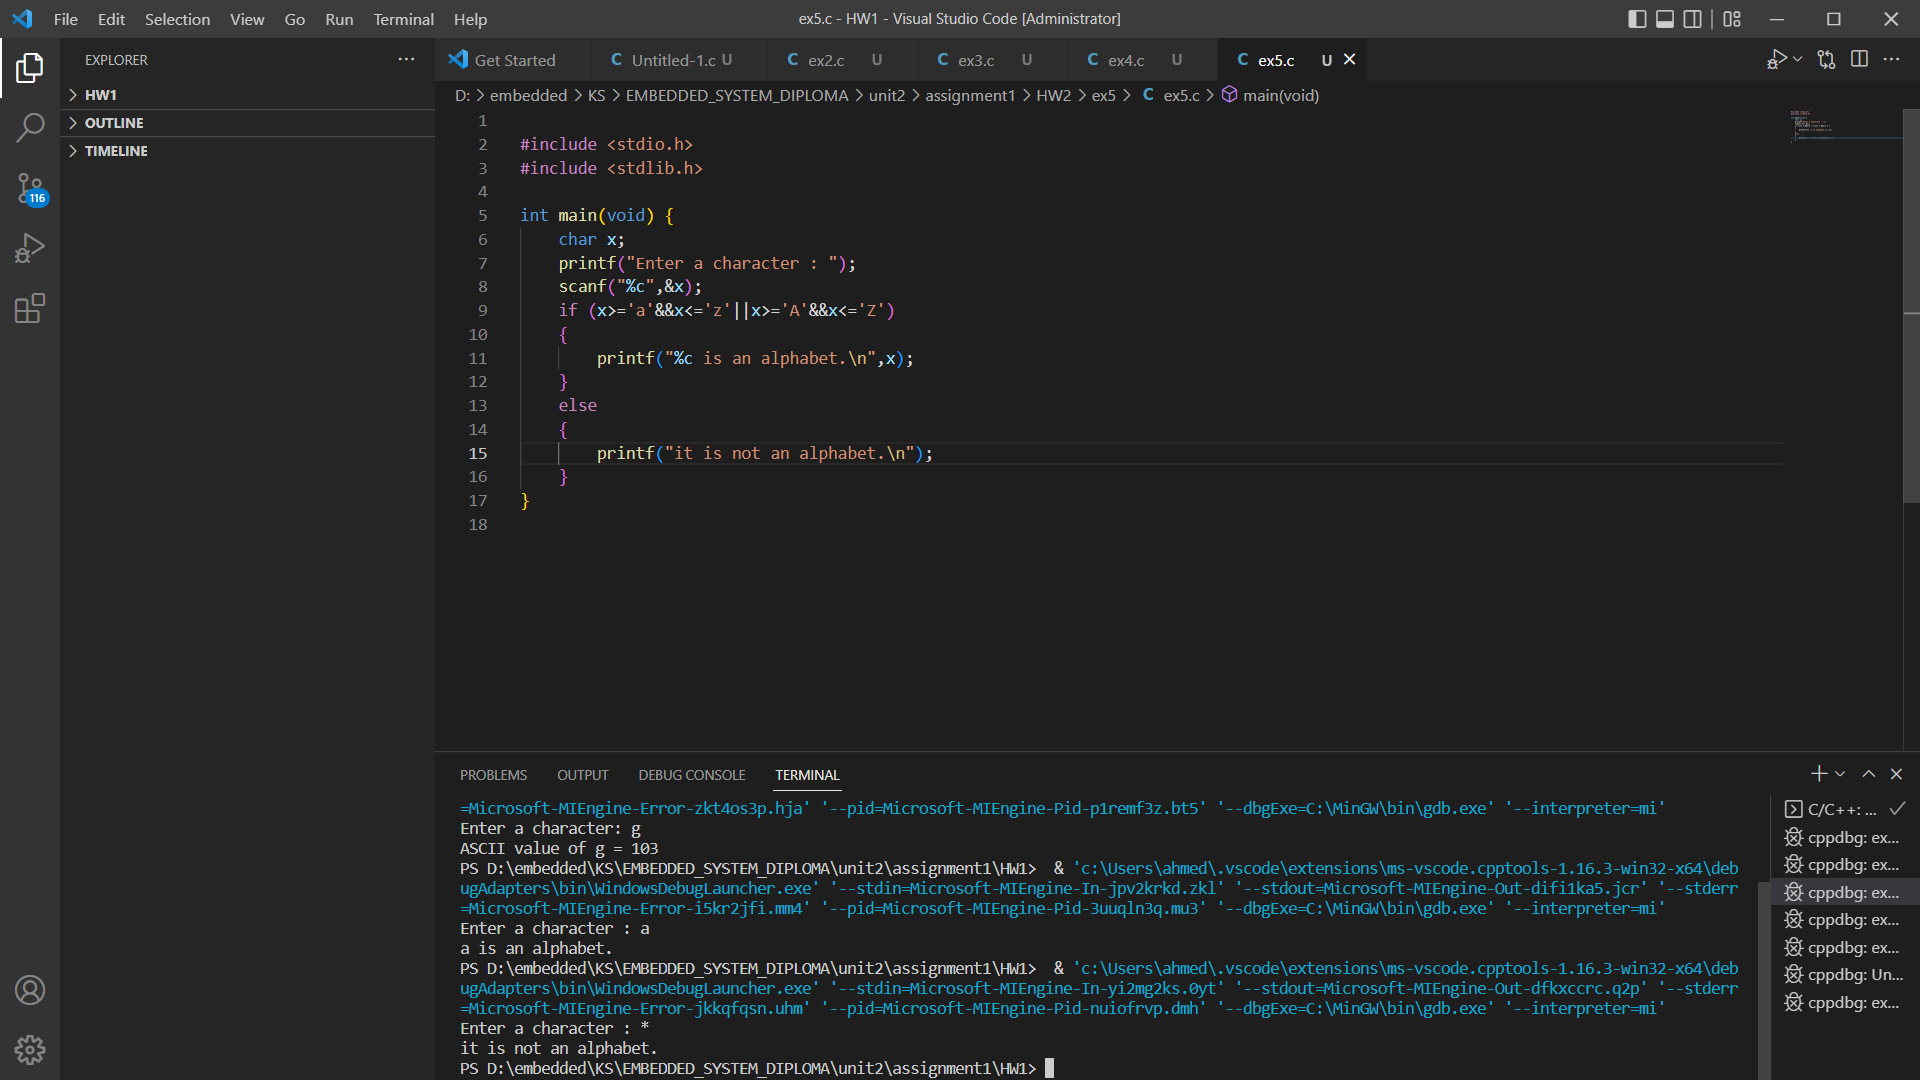 File Edit Selection View Go Run Terminal Help
ex5.c - HW1 - Visual Studio Code [Administrator]
EXPLORER
HW1
OUTLINE
TIMELINE
116
Get Started
Untitled-1.c U
ex2.c U
ex3.c U
ex4.c U
ex5.c U
D: > embedded > KS > EMBEDDED_SYSTEM_DIPLOMA > unit2 > assignment1 > HW2 > ex5 > C ex5.c > main(void)
1
2 #include <stdio.h>
3 #include <stdlib.h>
4
5 int main(void) {
6 char x;
7 printf("Enter a character : ");
8 scanf("%c",&x);
9 if (x>='a'&&x<='z'||x>='A'&&x<='Z')
10 {
11 printf("%c is an alphabet.\n",x);
12 }
13 else
14 {
15 printf("it is not an alphabet.\n");
16 }
17 }
18
PROBLEMS OUTPUT DEBUG CONSOLE TERMINAL
=Microsoft-MIEngine-Error-zkt4os3p.hja' '--pid=Microsoft-MIEngine-Pid-p1remf3z.bt5' '--dbgExe=C:\MinGW\bin\gdb.exe' '--interpreter=mi'
Enter a character: g
ASCII value of g = 103
PS D:\embedded\KS\EMBEDDED_SYSTEM_DIPLOMA\unit2\assignment1\HW1> & 'c:\Users\ahmed\.vscode\extensions\ms-vscode.cpptools-1.16.3-win32-x64\deb
ugAdapters\bin\WindowsDebugLauncher.exe' '--stdin=Microsoft-MIEngine-In-jpv2krkd.zkl' '--stdout=Microsoft-MIEngine-Out-difi1ka5.jcr' '--stderr
=Microsoft-MIEngine-Error-i5kr2jfi.mm4' '--pid=Microsoft-MIEngine-Pid-3uuqln3q.mu3' '--dbgExe=C:\MinGW\bin\gdb.exe' '--interpreter=mi'
Enter a character : a
a is an alphabet.
PS D:\embedded\KS\EMBEDDED_SYSTEM_DIPLOMA\unit2\assignment1\HW1> & 'c:\Users\ahmed\.vscode\extensions\ms-vscode.cpptools-1.16.3-win32-x64\deb
ugAdapters\bin\WindowsDebugLauncher.exe' '--stdin=Microsoft-MIEngine-In-yi2mg2ks.0yt' '--stdout=Microsoft-MIEngine-Out-dfkxccrc.q2p' '--stderr
=Microsoft-MIEngine-Error-jkkqfqsn.uhm' '--pid=Microsoft-MIEngine-Pid-nuiofrvp.dmh' '--dbgExe=C:\MinGW\bin\gdb.exe' '--interpreter=mi'
Enter a character : *
it is not an alphabet.
PS D:\embedded\KS\EMBEDDED_SYSTEM_DIPLOMA\unit2\assignment1\HW1>
C/C++: ...
cppdbg: ex...
cppdbg: ex...
cppdbg: ex...
cppdbg: ex...
cppdbg: ex...
cppdbg: Un...
cppdbg: ex...